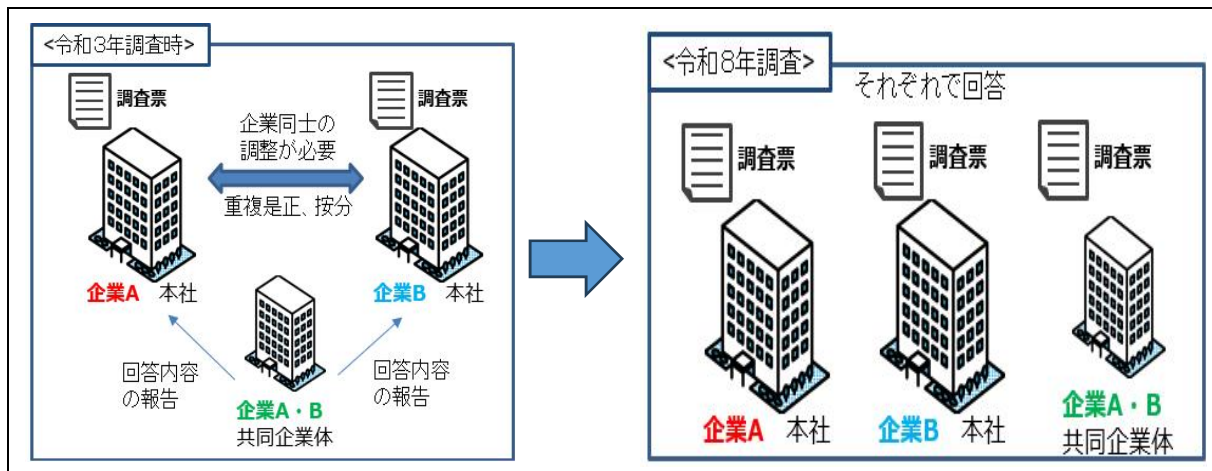 <令和3年調査時>
調査票
調査票
企業同士の
調整が必要
重複是正、按分
企業A 本社
企業B 本社
回答内容
の報告
回答内容
の報告
企業A・B
共同企業体
<令和8年調査>
それぞれで回答
調査票
調査票
調査票
企業A 本社
企業B 本社
企業A・B
共同企業体